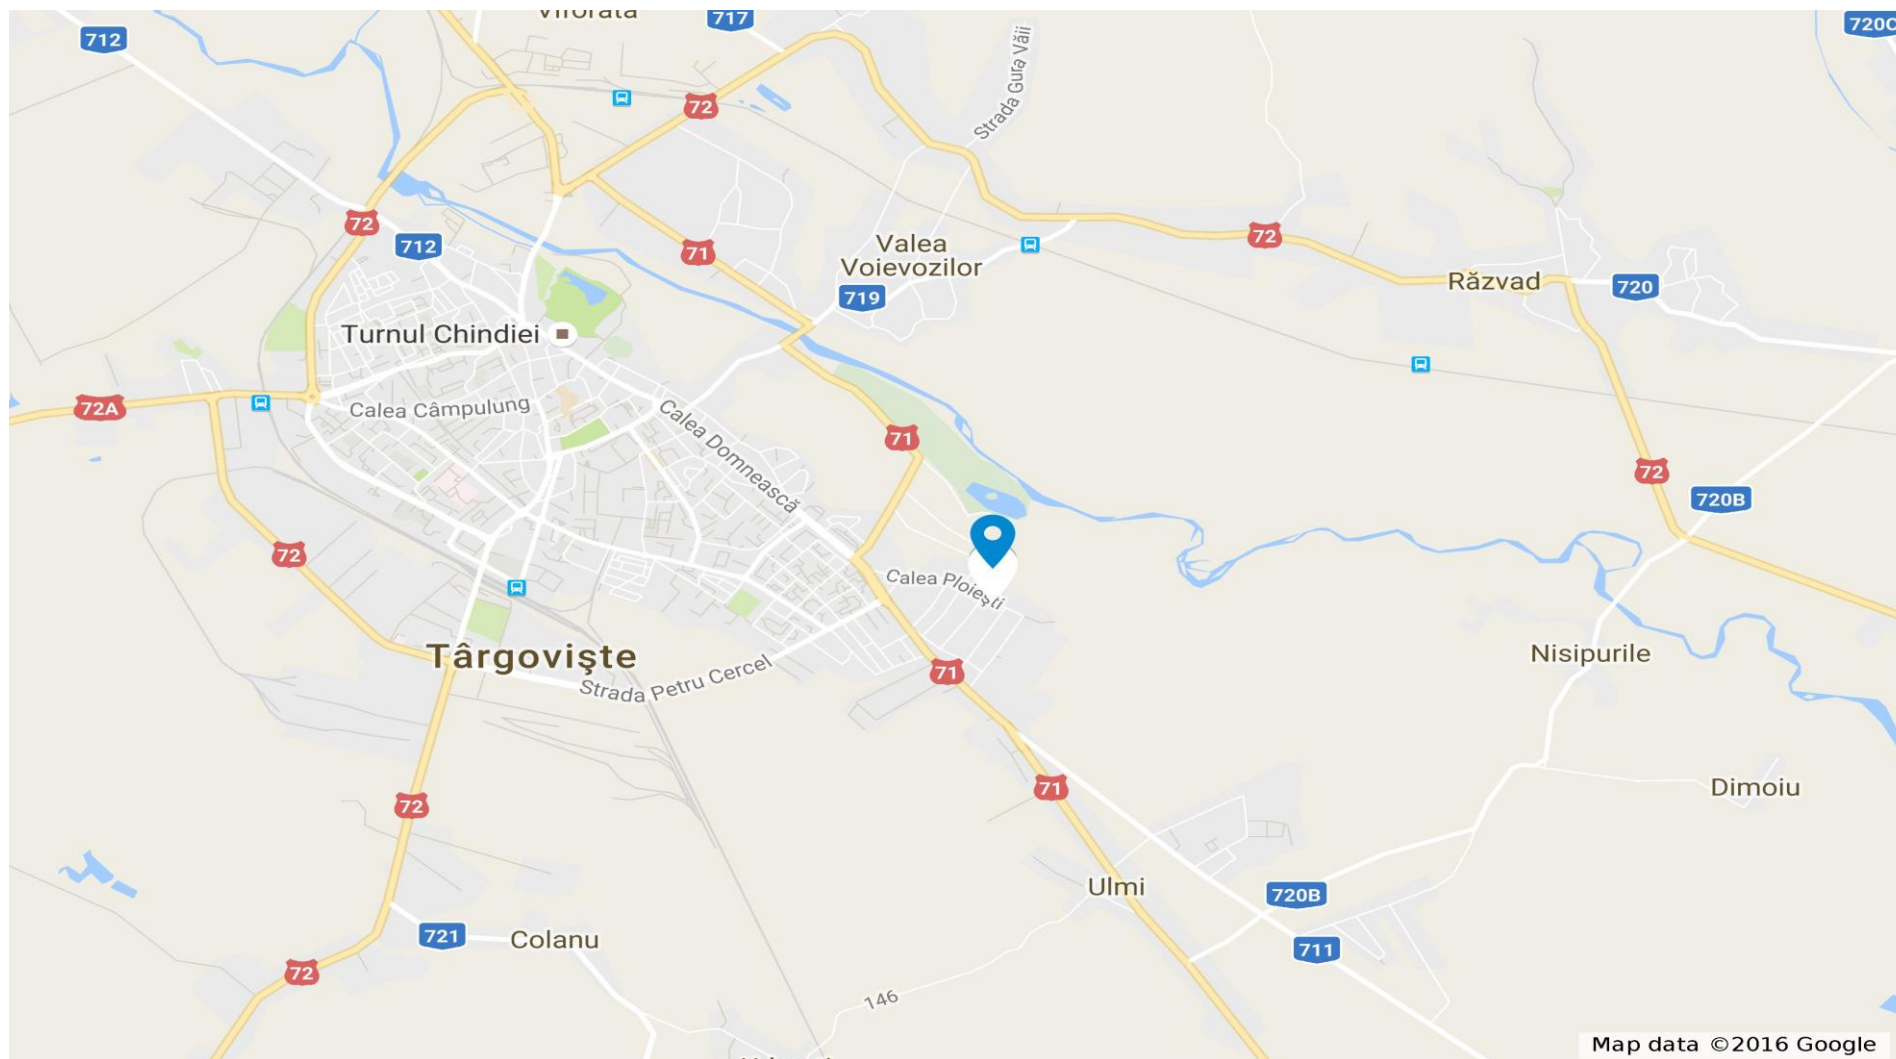 Viforâta
717
712
720C
Strada Gura Văii
72
72
712
71
Valea
Voievozilor
719
72
Răzvad
720
Turnul Chindiei
72A
Calea Câmpulung
Calea Domnească
71
72
720B
72
Calea Ploiești
Târgoviște
Strada Petru Cercel
71
Nisipurile
72
71
Dimoiu
Ulmi
720B
721
Colanu
711
72
146
Map data ©2016 Google